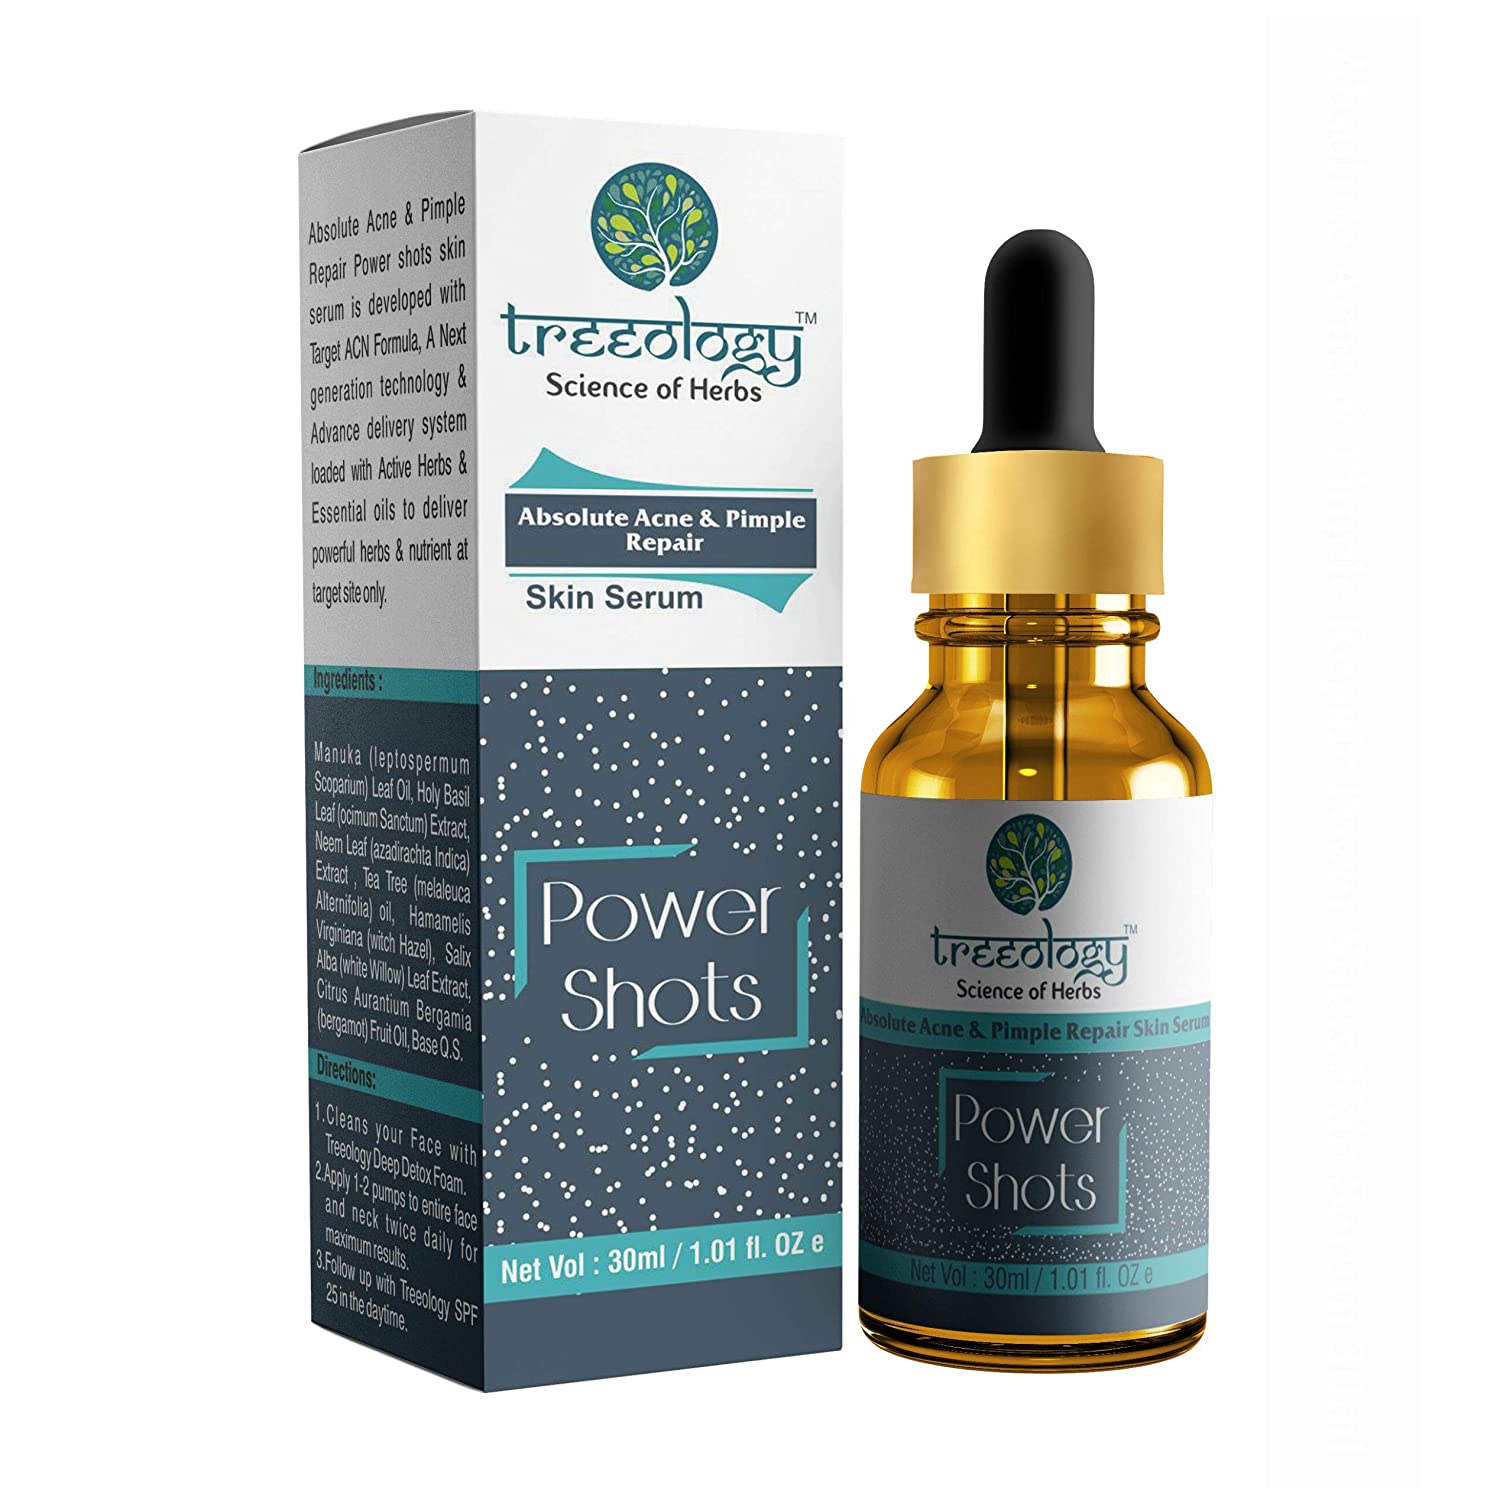 Absolute Acne & Pimple
Repair Power shots skin
serum is developed with
Target ACN Formula, A Next
generation technology &
Advance delivery system
loaded with Active Herbs &
Essential oils to deliver
powerful herbs & nutrient at
target site only.
Ingredients :
Manuka (leptospermum
Scoparium) Leaf Oil, Holy Basil
Leaf (ocimum Sanctum) Extract,
Neem Leaf (azadirachta Indica)
Extract , Tea Tree (melaleuca
Alternifolia) oil, Hamamelis
Virginiana (witch Hazel), Salix
Alba (white Willow) Leaf Extract,
Citrus Aurantium Bergamia
(bergamot) Fruit Oil, Base Q.S.
Directions:
1.Cleans your Face with
Treeology Deep Detox Foam.
2.Apply 1-2 pumps to entire face
and neck twice daily for
maximum results.
3.Follow up with Treeology SPF
25 in the daytime.
treeology™
Science of Herbs
Absolute Acne & Pimple
Repair
Skin Serum
Power
Shots
Net Vol : 30ml / 1.01 fl. OZ e
treeology™
Science of Herbs
Absolute Acne & Pimple Repair Skin Serum
Power
Shots
Net Vol : 30ml / 1.01 fl. OZ e